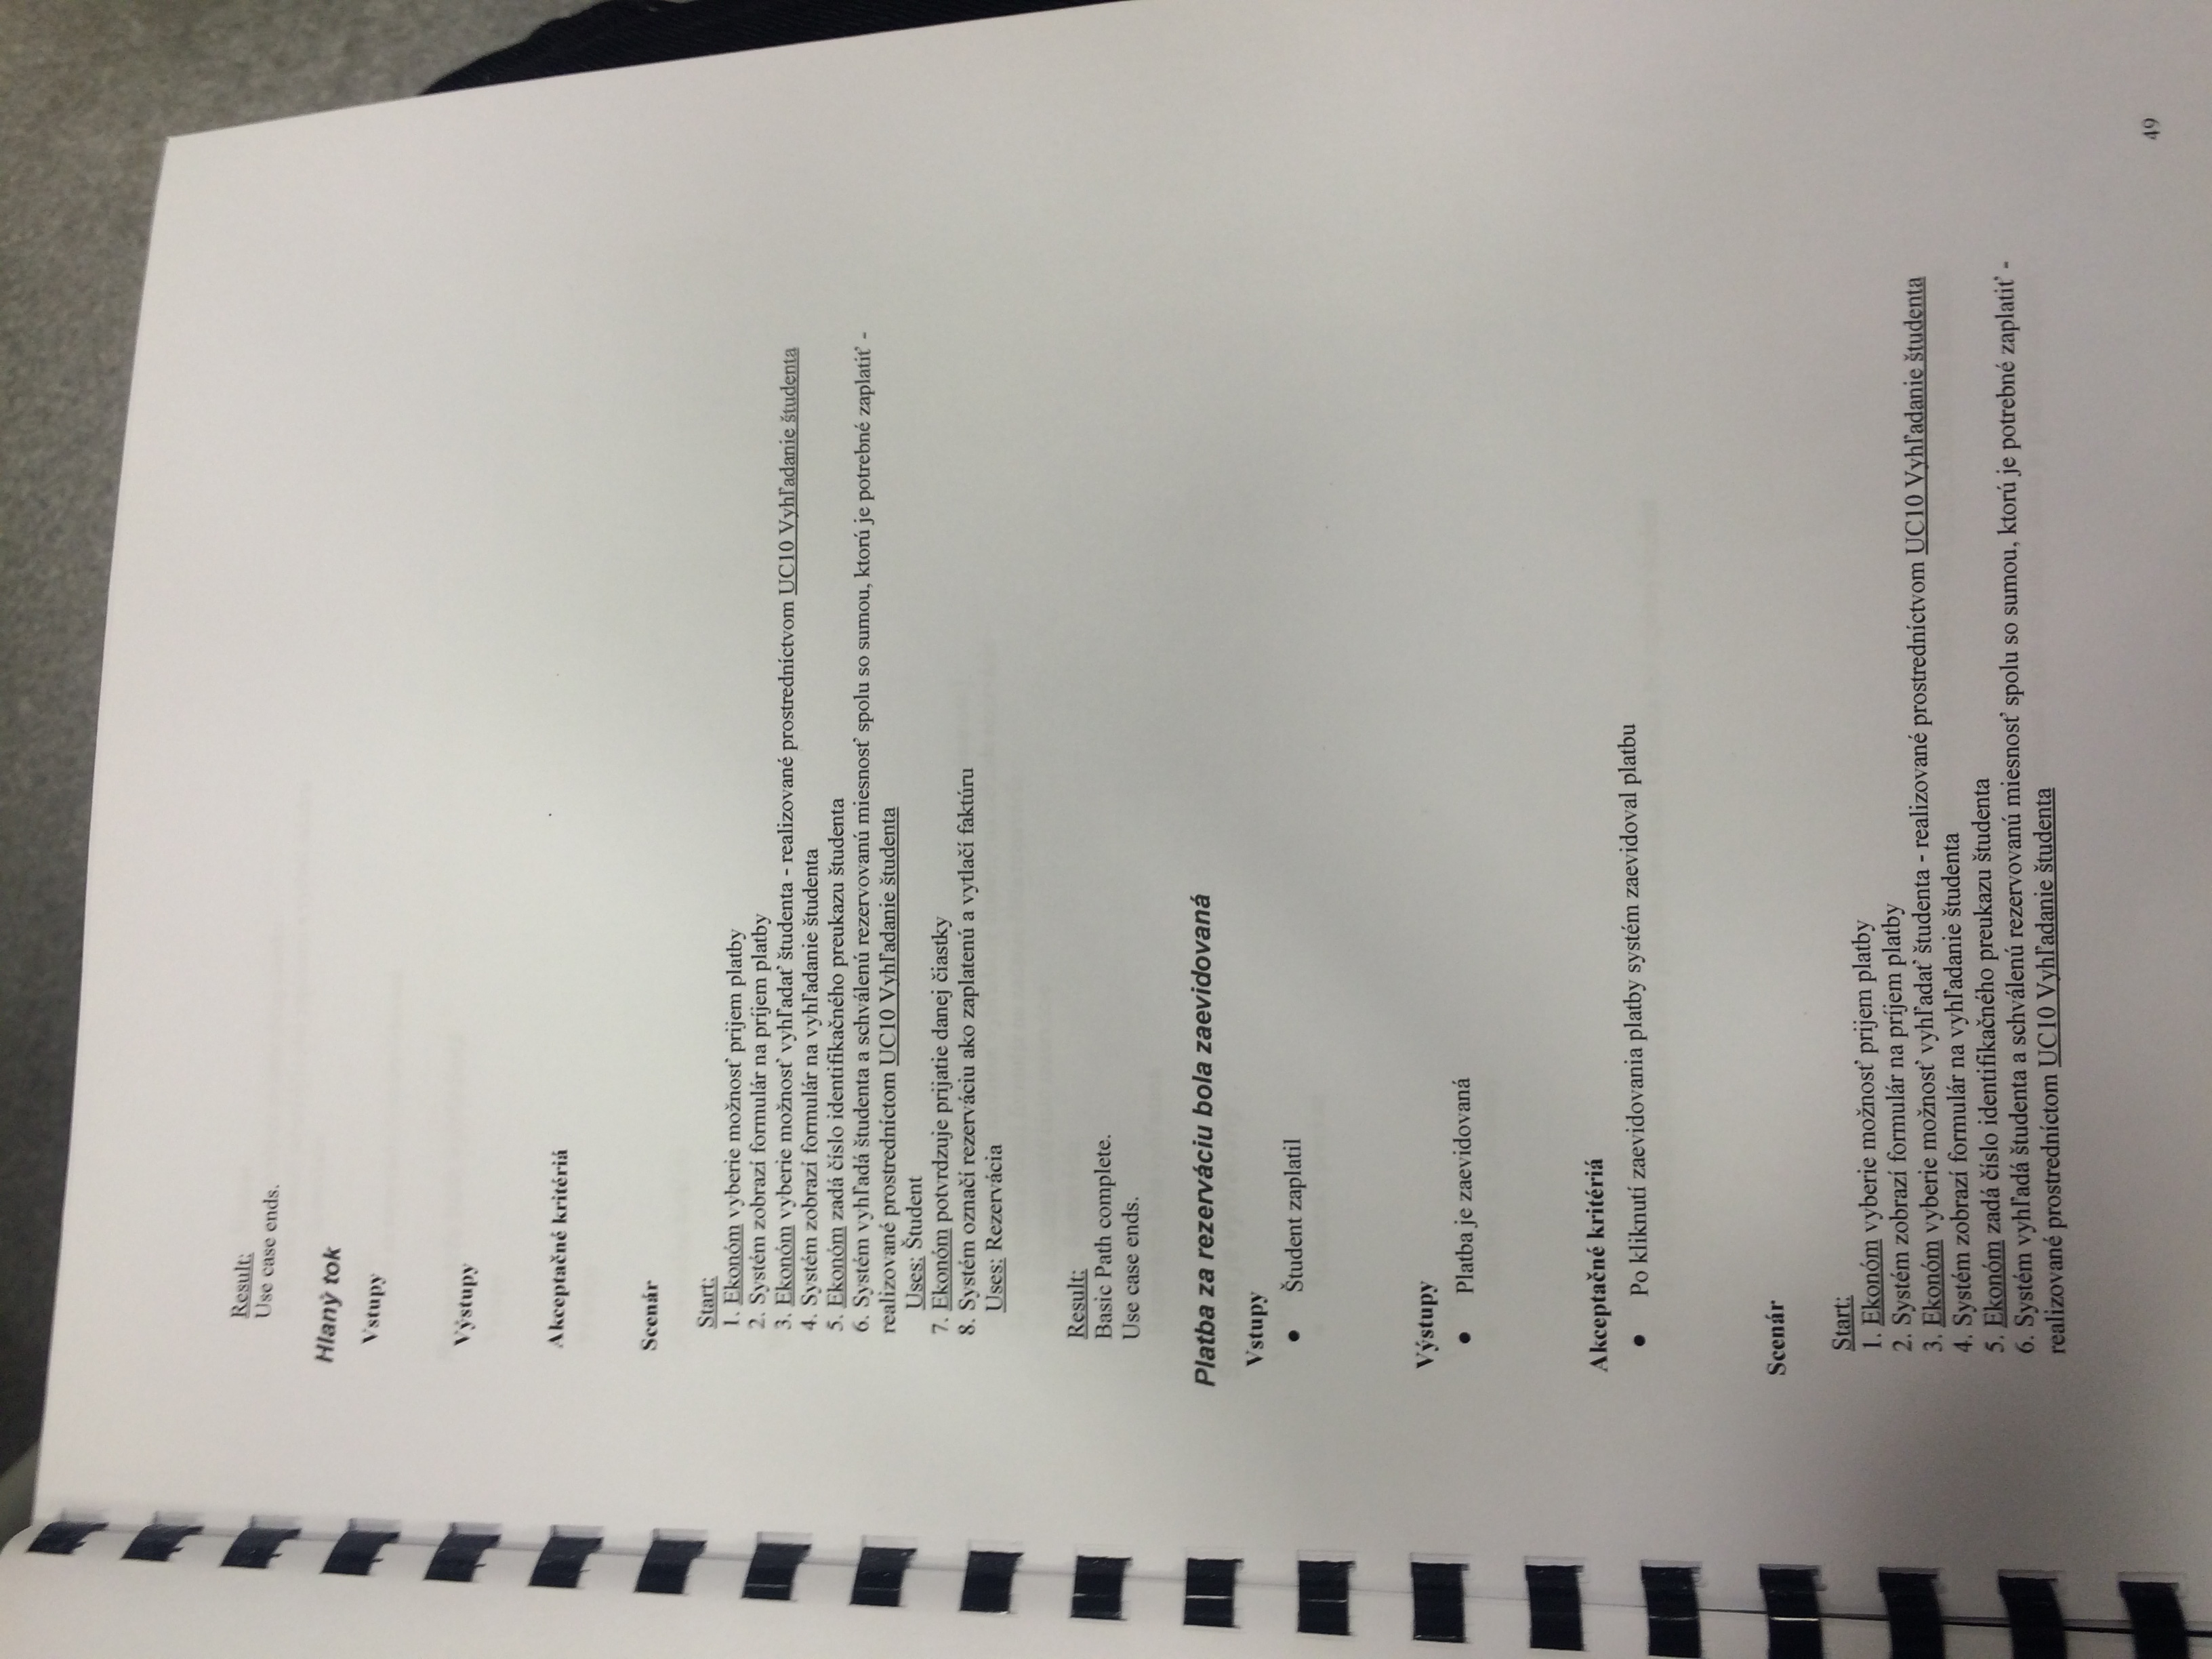 Result:
Use case ends.
Hlaný tok
Vstupy
Výstupy
Akceptačné kritériá
Scenár
Start:
1. Ekonóm vyberie možnosť prijem platby
2. Systém zobrazí formulár na príjem platby
3. Ekonóm vyberie možnosť vyhľadať študenta - realizované prostredníctvom UC10 Vyhľadanie študenta
4. Systém zobrazí formulár na vyhľadanie študenta
5. Ekonóm zadá číslo identifikačného preukazu študenta
6. Systém vyhľadá študenta a schválenú rezervovanú miesnosť spolu so sumou, ktorú je potrebné zaplatiť -
realizované prostredníctom UC10 Vyhľadanie študenta
Uses: Študent
7. Ekonóm potvrdzuje prijatie danej čiastky
8. Systém označí rezerváciu ako zaplatenú a vytlačí faktúru
Uses: Rezervácia
Result:
Basic Path complete.
Use case ends.
Platba za rezerváciu bola zaevidovaná
Vstupy
● Študent zaplatil
Výstupy
● Platba je zaevidovaná
Akceptačné kritériá
● Po kliknutí zaevidovania platby systém zaevidoval platbu
Scenár
Start:
1. Ekonóm vyberie možnosť prijem platby
2. Systém zobrazí formulár na príjem platby
3. Ekonóm vyberie možnosť vyhľadať študenta - realizované prostredníctvom UC10 Vyhľadanie študenta
4. Systém zobrazí formulár na vyhľadanie študenta
5. Ekonóm zadá číslo identifikačného preukazu študenta
6. Systém vyhľadá študenta a schválenú rezervovanú miesnosť spolu so sumou, ktorú je potrebné zaplatiť -
realizované prostredníctom UC10 Vyhľadanie študenta
49